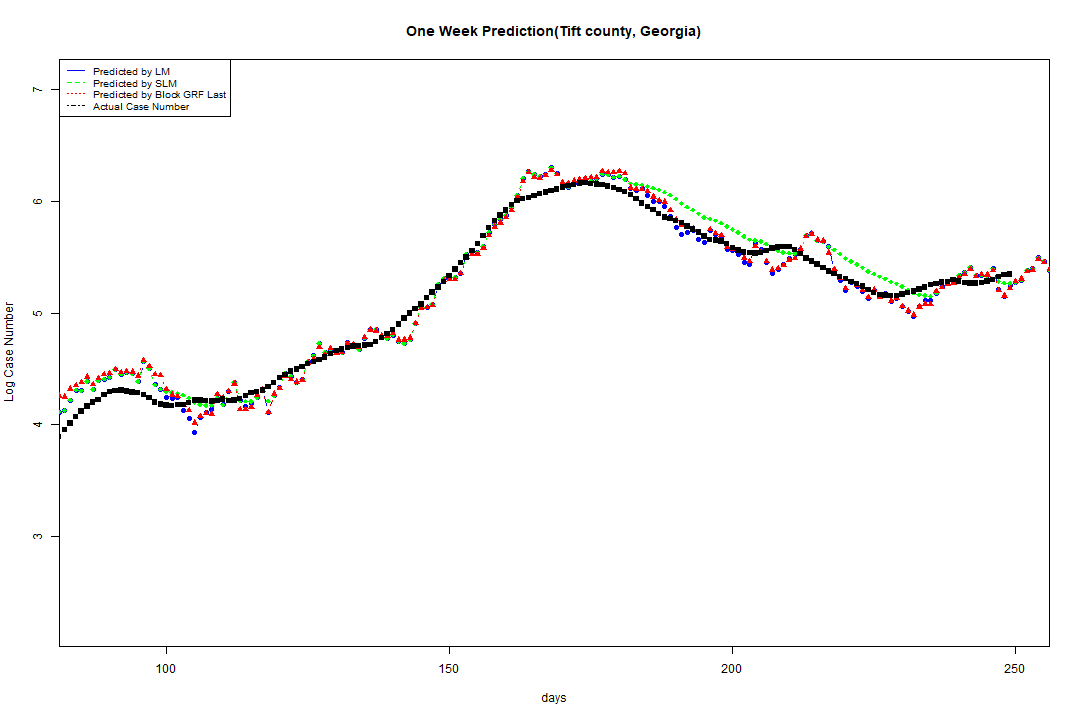 One Week Prediction(Tift county, Georgia)
Predicted by LM
Predicted by SLM
Predicted by Block GRF Last
Actual Case Number
7
6
5
4
3
Log Case Number
100
150
200
250
days